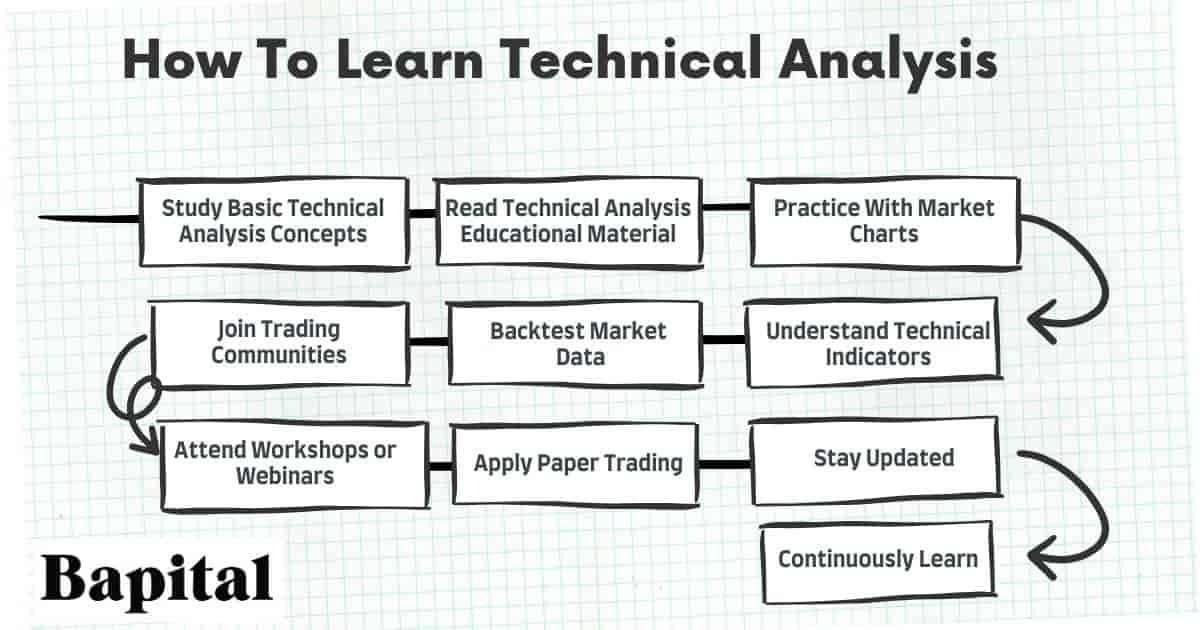 How To Learn Technical Analysis
Study Basic Technical
Analysis Concepts
Read Technical Analysis
Educational Material
Practice With Market
Charts
Understand Technical
Indicators
Backtest Market
Data
Join Trading
Communities
Attend Workshops or
Webinars
Apply Paper Trading
Stay Updated
Continuously Learn
Bapital